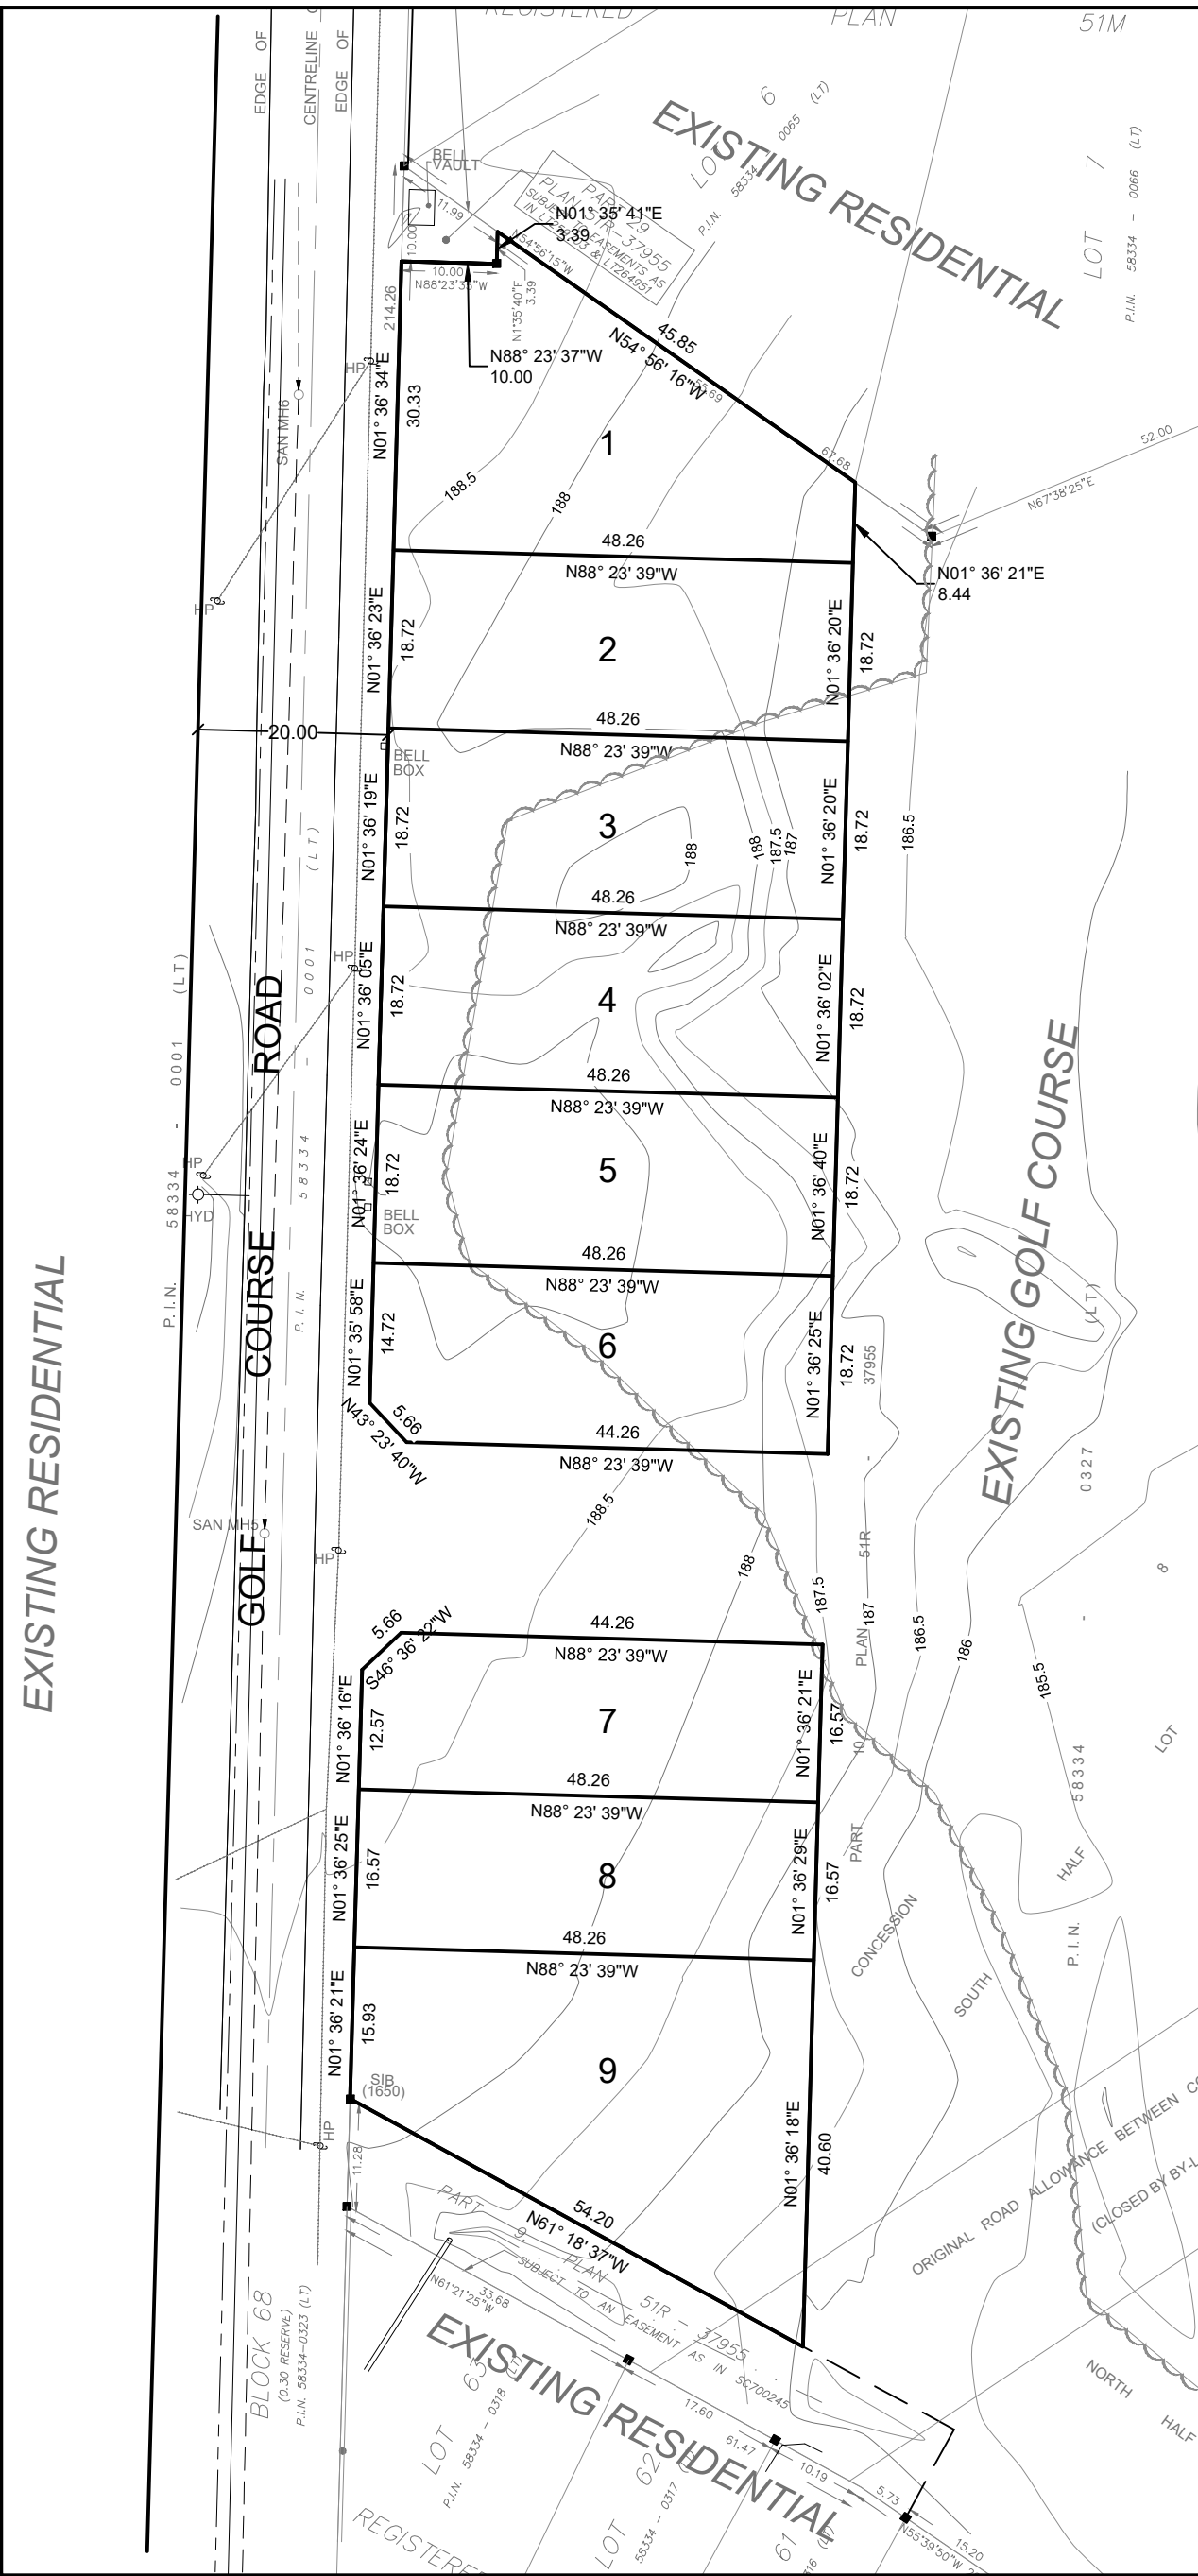 REGISTERED PLAN 51M
EDGE OF
CENTRELINE
EDGE OF
BELL
VAULT
11.99
10.00
10.00
N88°23'35"W
214.26
PART 29
PLAN 51R-37955
SUBJECT TO EASEMENTS AS
N01° 35' 41"E
3.39
N54°56'15"W
N1°35'40"E
3.39
N88° 23' 37"W
10.00
LOT 6
P.I.N. 58334 0065 (LT)
EXISTING RESIDENTIAL
LOT 7
P.I.N. 58334 - 0066 (LT)
45.85
N54° 56' 16"W
55.69
67.68
52.00
N67°38'25"E
N01° 36' 21"E
8.44
HP
SAN MH6
HP
N01° 36' 34"E
30.33
188.5
188
1
48.26
N88° 23' 39"W
N01° 36' 23"E
18.72
2
N01° 36' 20"E
18.72
48.26
N88° 23' 39"W
20.00
BELL
BOX
N01° 36' 19"E
18.72
3
188
188
187.5
187
N01° 36' 20"E
18.72
186.5
48.26
N88° 23' 39"W
HP
N01° 36' 05"E
18.72
4
N01° 36' 02"E
18.72
48.26
N88° 23' 39"W
N01° 36' 24"E
18.72
BELL
BOX
5
N01° 36' 40"E
18.72
48.26
N88° 23' 39"W
N01° 35' 58"E
14.72
6
N01° 36' 25"E
18.72
37955
5.66
N43° 23' 40"W
44.26
N88° 23' 39"W
P.I.N. 58334 - 0001 (LT)
P.I.N. 58334 - 0001 (LT)
HP
HYD
GOLF COURSE ROAD
EXISTING RESIDENTIAL
EXISTING GOLF COURSE
SAN MH5
HP
188.5
188
187.5
187
186.5
186
185.5
PART 10, PLAN 51R -
P.I.N. 58334 - 0327 (LT)
5.66
S46° 36' 22"W
44.26
N88° 23' 39"W
N01° 36' 16"E
12.57
7
N01° 36' 21"E
16.57
48.26
N88° 23' 39"W
N01° 36' 25"E
16.57
8
N01° 36' 29"E
16.57
48.26
N88° 23' 39"W
N01° 36' 21"E
15.93
9
N01° 36' 18"E
40.60
SIB
(1650)
HP
11.28
54.20
N61° 18' 37"W
SOUTH HALF LOT 8
CONCESSION
ORIGINAL ROAD ALLOWANCE BETWEEN
(CLOSED BY
NORTH HALF
PART 9, PLAN 51R - 37955
SUBJECT TO AN EASEMENT AS IN SC700245
33.68
N61°21'25"W
EXISTING RESIDENTIAL
BLOCK 68
(0.30 RESERVE)
P.I.N. 58334-0323 (LT)
LOT 63
P.I.N. 58334 - 0318 (LT)
LOT 62
58334 - 0317
61
17.60
61.47
10.19
5.73
15.20
N55°39'50"W